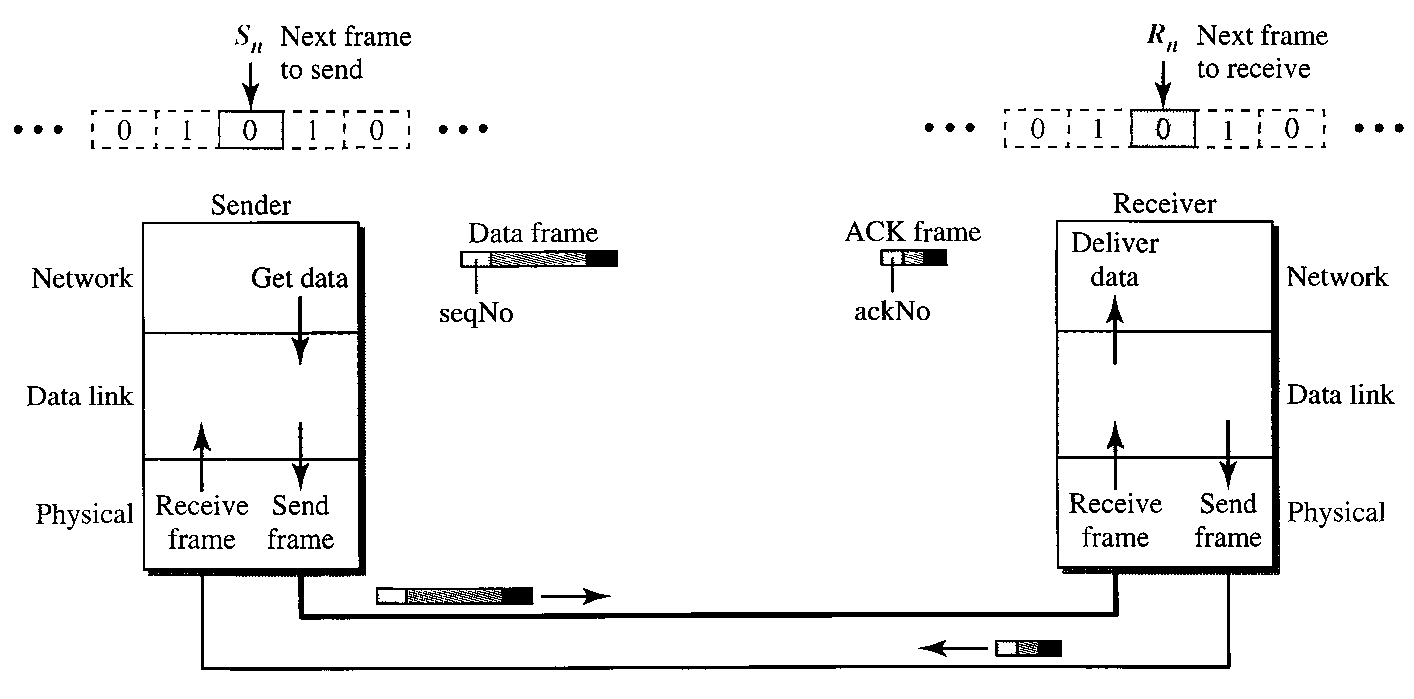 Sn Next frame
to send
Rn Next frame
to receive
• • • 0 1 0 1 0 • • •
• • • 0 1 0 1 0 • • •
Sender
Receiver
Data frame
seqNo
ACK frame
ackNo
Network
Get data
Deliver
data
Network
Data link
Data link
Physical
Receive
frame
Send
frame
Receive
frame
Send
frame
Physical